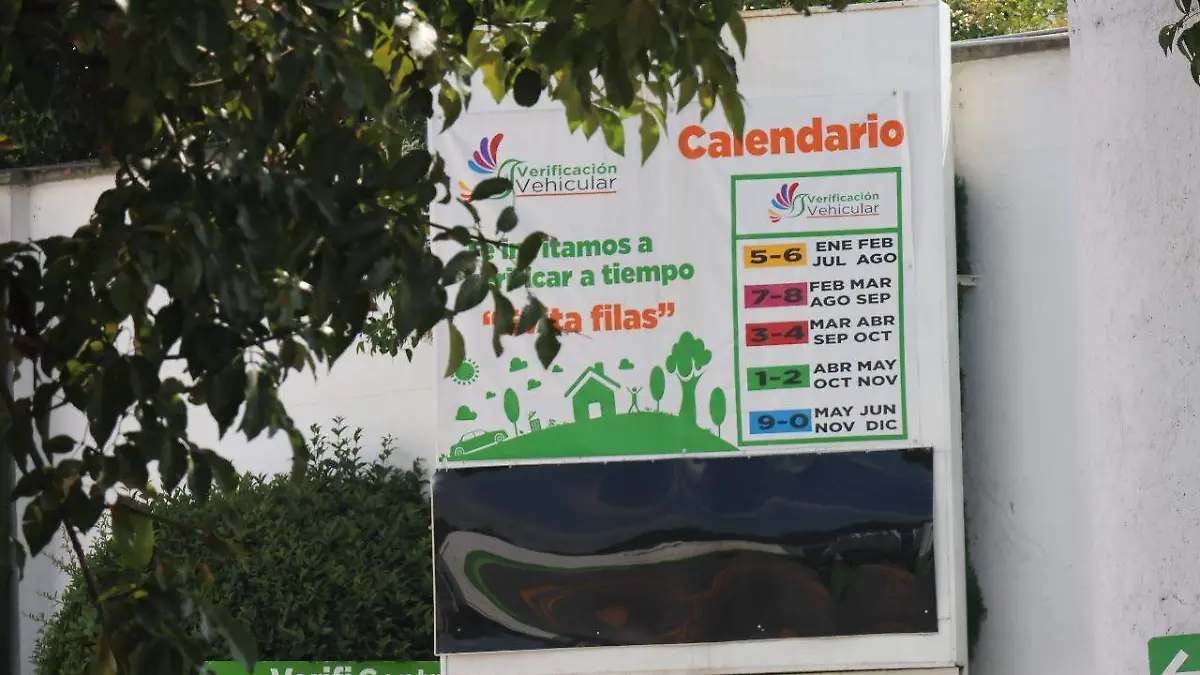 Calendario
Verificación
Vehicular
invitamos a
a tiempo
filas”
Verificación
Vehicular
5-6 ENE FEB
JUL AGO
7-8 FEB MAR
AGO SEP
3-4 MAR ABR
SEP OCT
1-2 ABR MAY
OCT NOV
9-0 MAY JUN
NOV DIC
Verifi